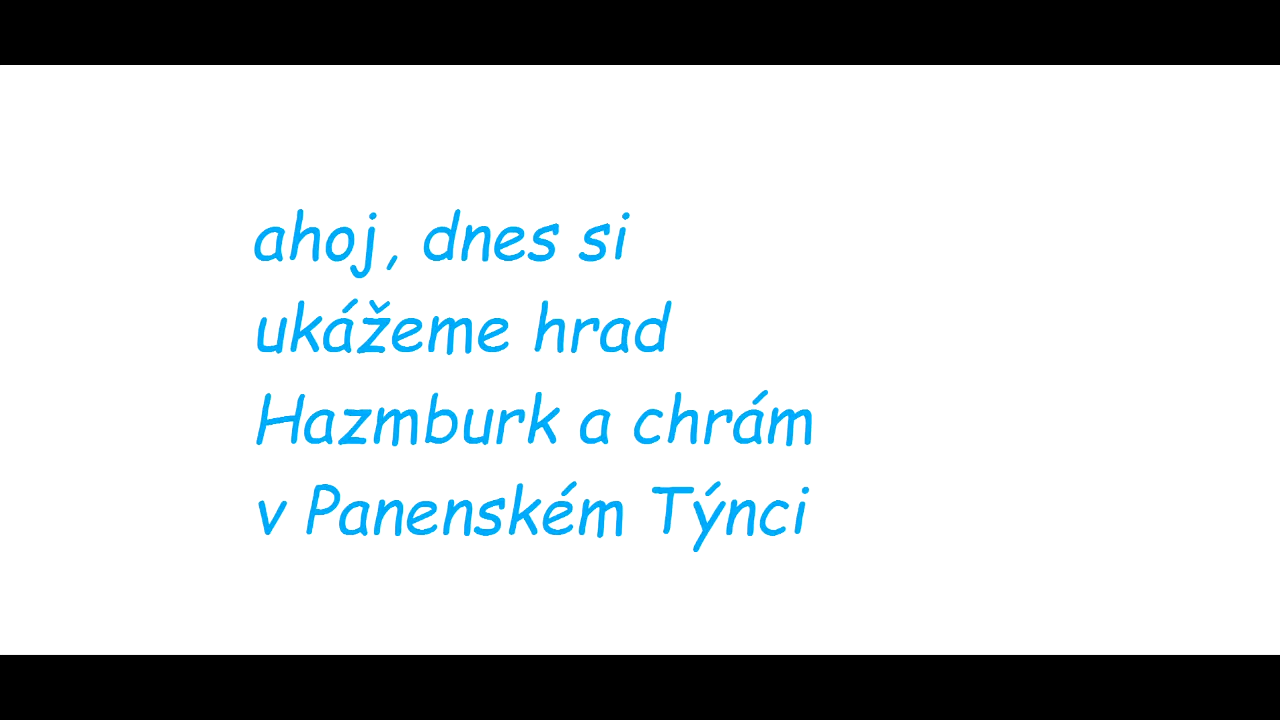 ahoj, dnes si
ukážeme hrad
Hazmburk a chrám
v Panenském Týnci